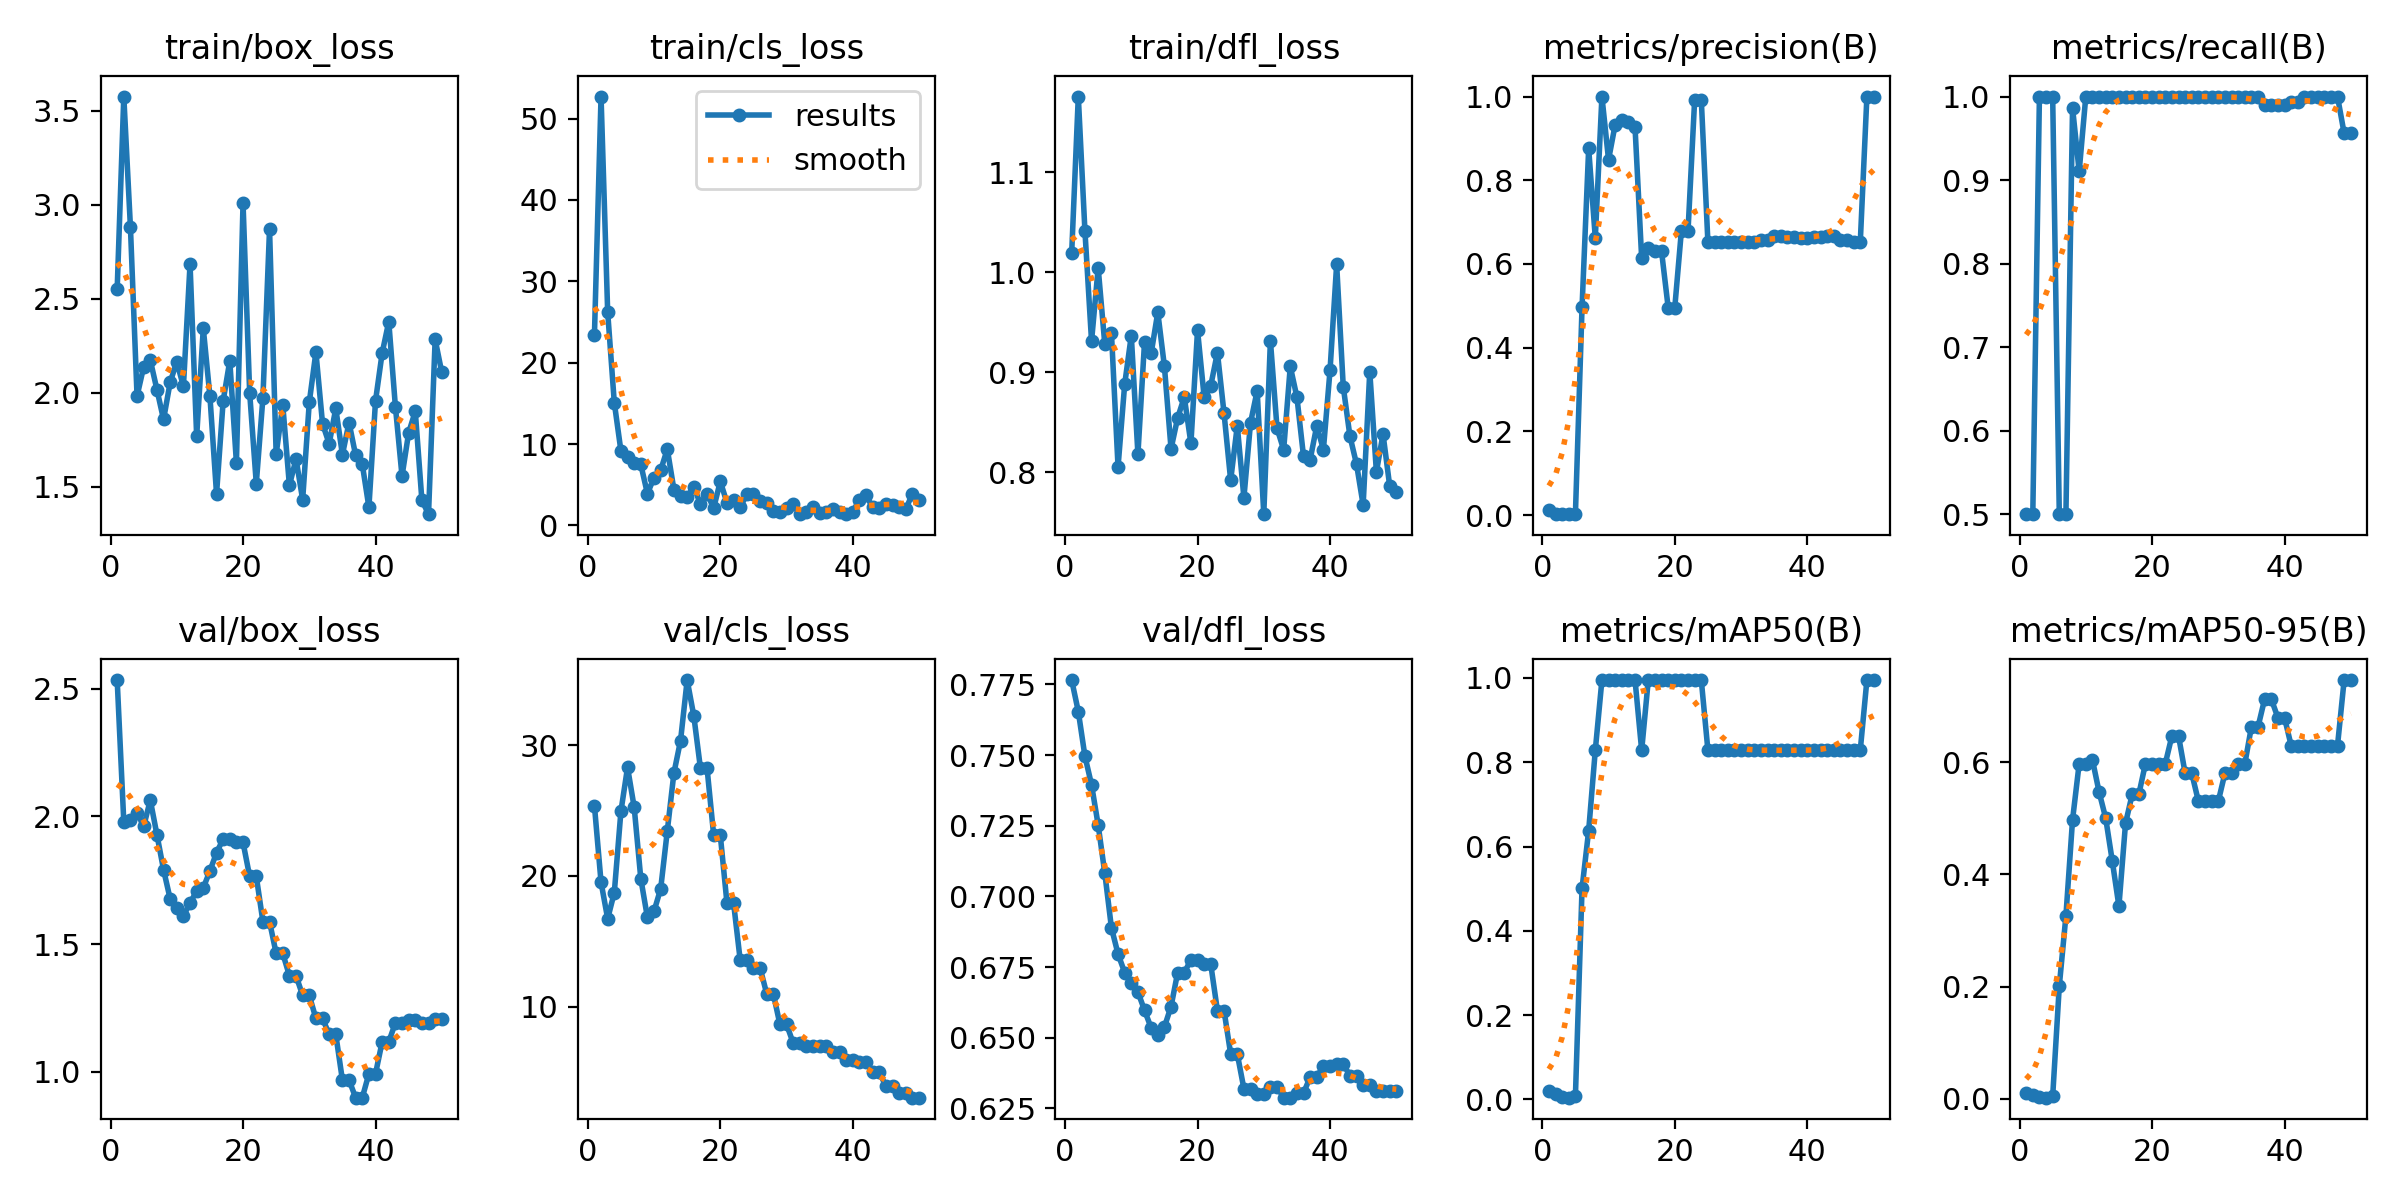 train/box_loss
3.5
3.0
2.5
2.0
1.5
0 20 40
train/cls_loss
results
smooth
50
40
30
20
10
0
0 20 40
train/dfl_loss
1.1
1.0
0.9
0.8
0 20 40
metrics/precision(B)
1.0
0.8
0.6
0.4
0.2
0.0
0 20 40
metrics/recall(B)
1.0
0.9
0.8
0.7
0.6
0.5
0 20 40
val/box_loss
2.5
2.0
1.5
1.0
0 20 40
val/cls_loss
30
20
10
0 20 40
val/dfl_loss
0.775
0.750
0.725
0.700
0.675
0.650
0.625
0 20 40
metrics/mAP50(B)
1.0
0.8
0.6
0.4
0.2
0.0
0 20 40
metrics/mAP50-95(B)
0.6
0.4
0.2
0.0
0 20 40